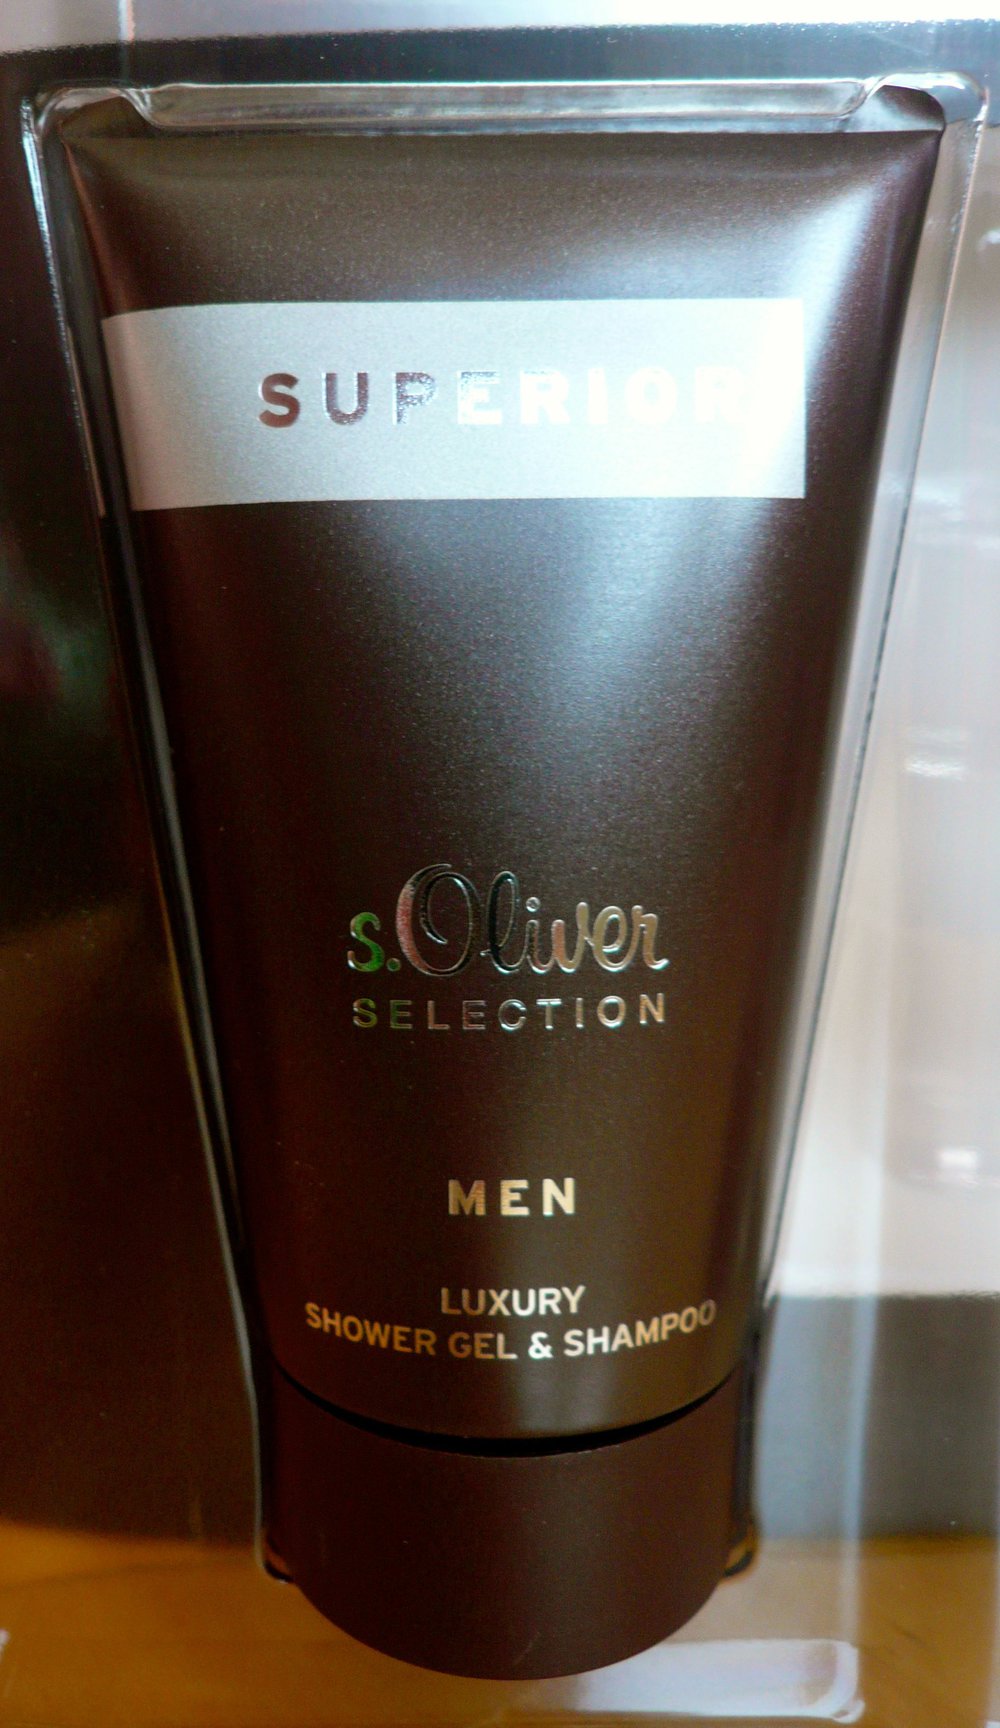 SUPERIOR
s.Oliver
SELECTION
MEN
LUXURY
SHOWER GEL & SHAMPOO